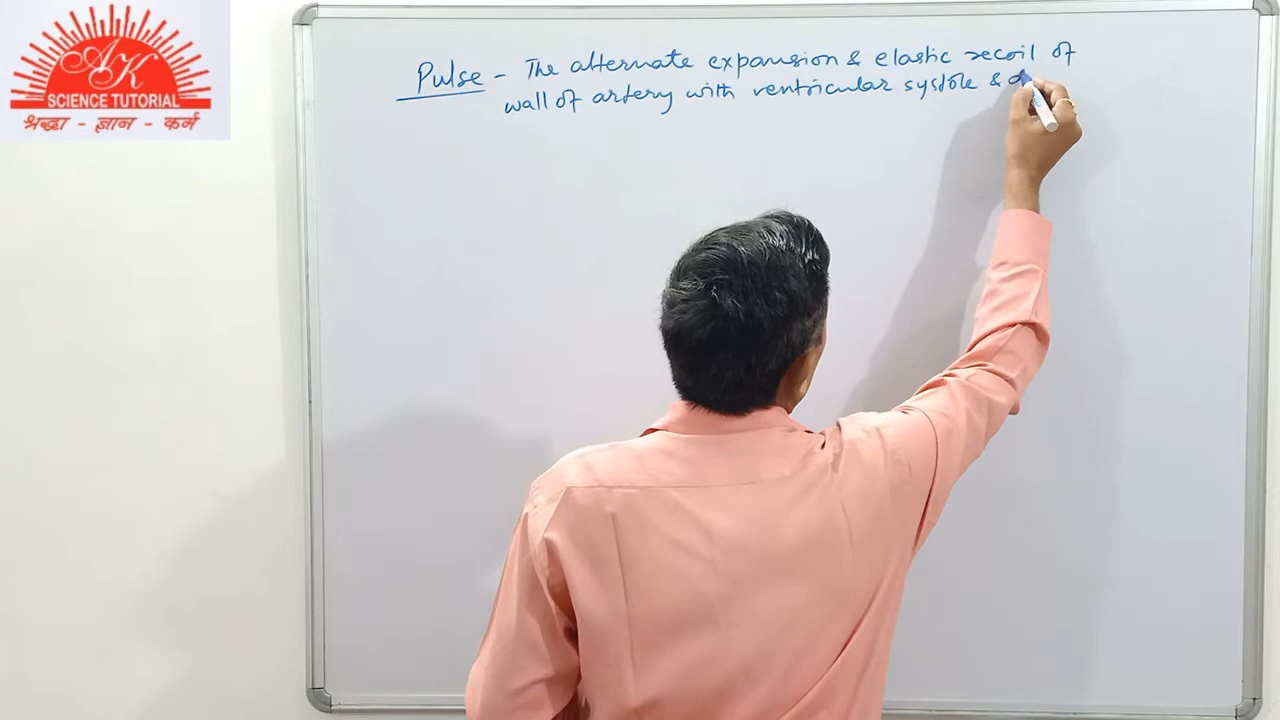 AK
SCIENCE TUTORIAL
श्रद्धा - ज्ञान - कर्म
Pulse - The alternate expansion & elastic recoil of
wall of artery with ventricular systole & d